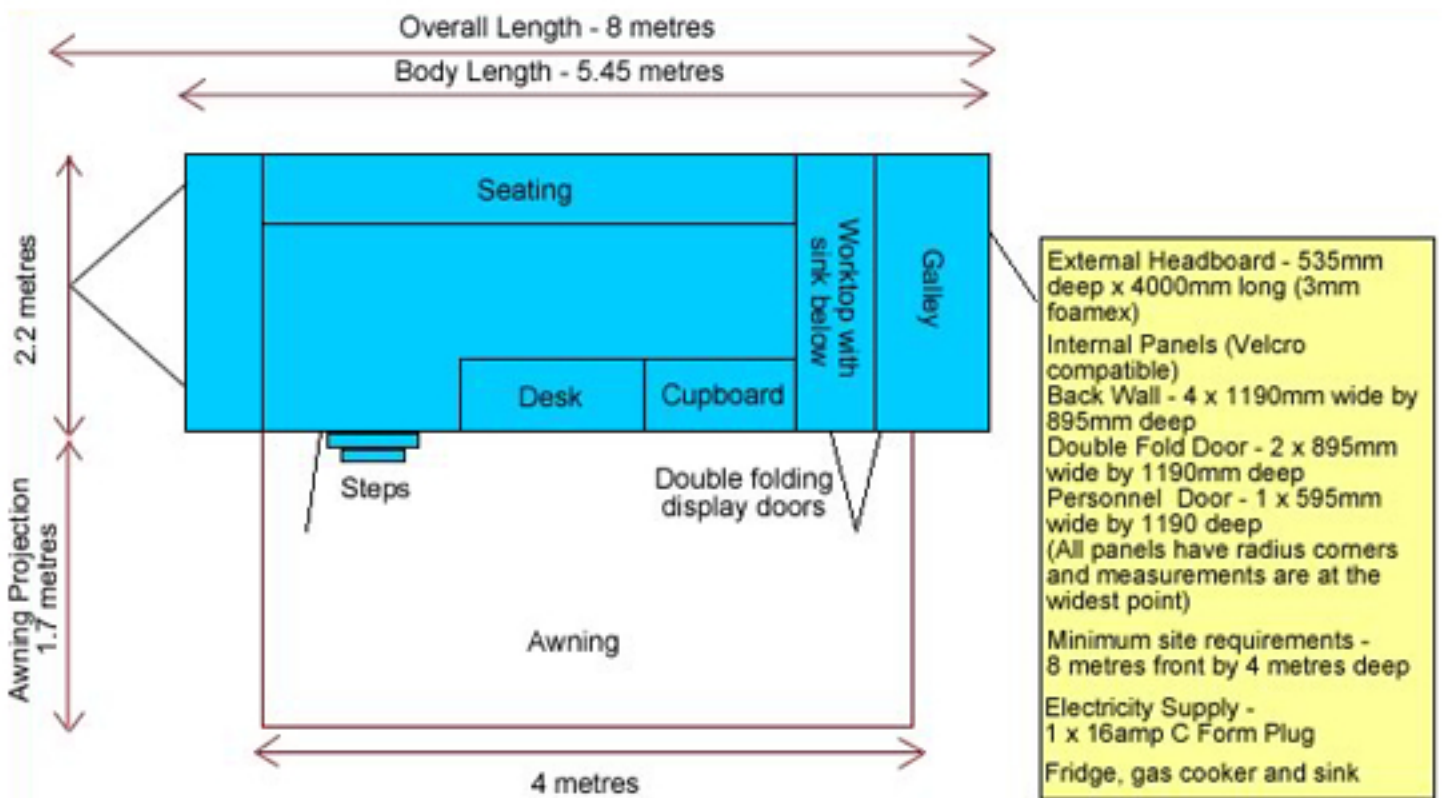 Overall Length - 8 metres
Body Length - 5.45 metres
2.2 metres
Seating
Worktop with
sink below
Galley
Desk
Cupboard
Steps
Double folding
display doors
Awning Projection
1.7 metres
Awning
4 metres
External Headboard - 535mm
deep x 4000mm long (3mm
foamex)
Internal Panels (Velcro
compatible)
Back Wall - 4 x 1190mm wide by
895mm deep
Double Fold Door - 2 x 895mm
wide by 1190mm deep
Personnel Door - 1 x 595mm
wide by 1190 deep
(All panels have radius corners
and measurements are at the
widest point)
Minimum site requirements -
8 metres front by 4 metres deep
Electricity Supply -
1 x 16amp C Form Plug
Fridge, gas cooker and sink